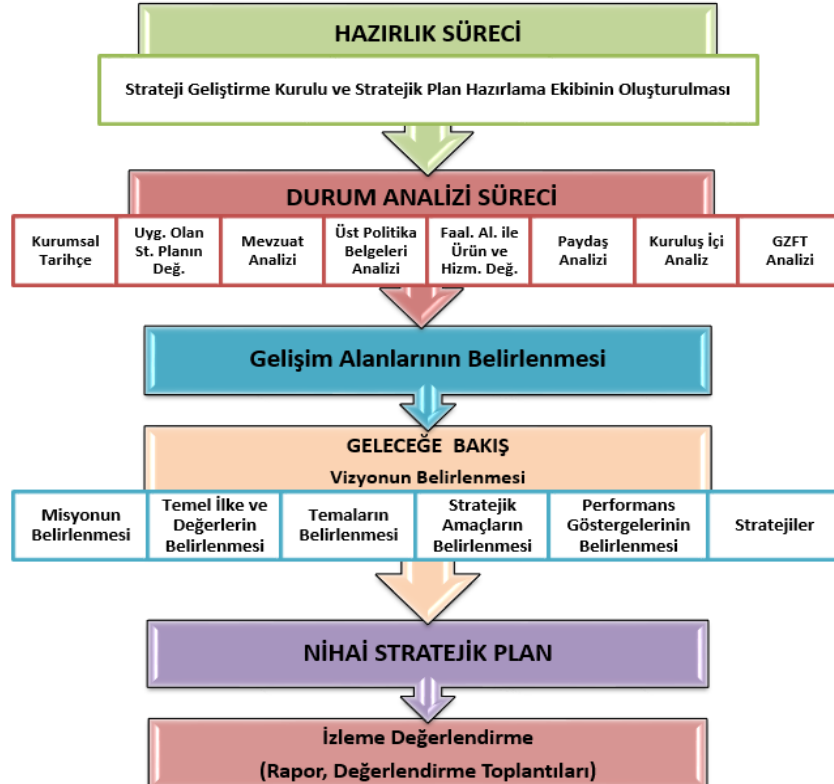 HAZIRLIK SÜRECİ
Strateji Geliştirme Kurulu ve Stratejik Plan Hazırlama Ekibinin Oluşturulması
DURUM ANALİZİ SÜRECİ
Kurumsal
Tarihçe
Uyg. Olan
St. Planın
Değ.
Mevzuat
Analizi
Üst Politika
Belgeleri
Analizi
Faal. Al. ile
Ürün ve
Hizm. Değ.
Paydaş
Analizi
Kuruluş İçi
Analiz
GZFT
Analizi
Gelişim Alanlarının Belirlenmesi
GELECEĞE BAKIŞ
Vizyonun Belirlenmesi
Misyonun
Belirlenmesi
Temel İlke ve
Değerlerin
Belirlenmesi
Temaların
Belirlenmesi
Stratejik
Amaçların
Belirlenmesi
Performans
Göstergelerinin
Belirlenmesi
Stratejiler
NİHAİ STRATEJİK PLAN
İzleme Değerlendirme
(Rapor, Değerlendirme Toplantıları)